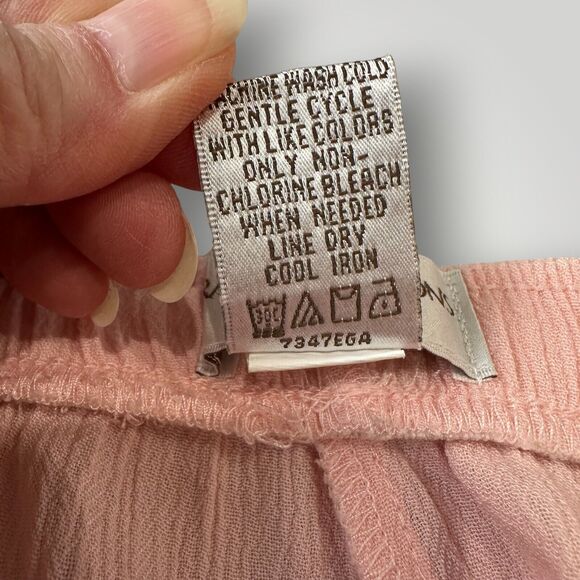 MACHINE WASH COLD
GENTLE CYCLE
WITH LIKE COLORS
ONLY NON-
CHLORINE BLEACH
WHEN NEEDED
LINE DRY
COOL IRON
30C
7347EGA